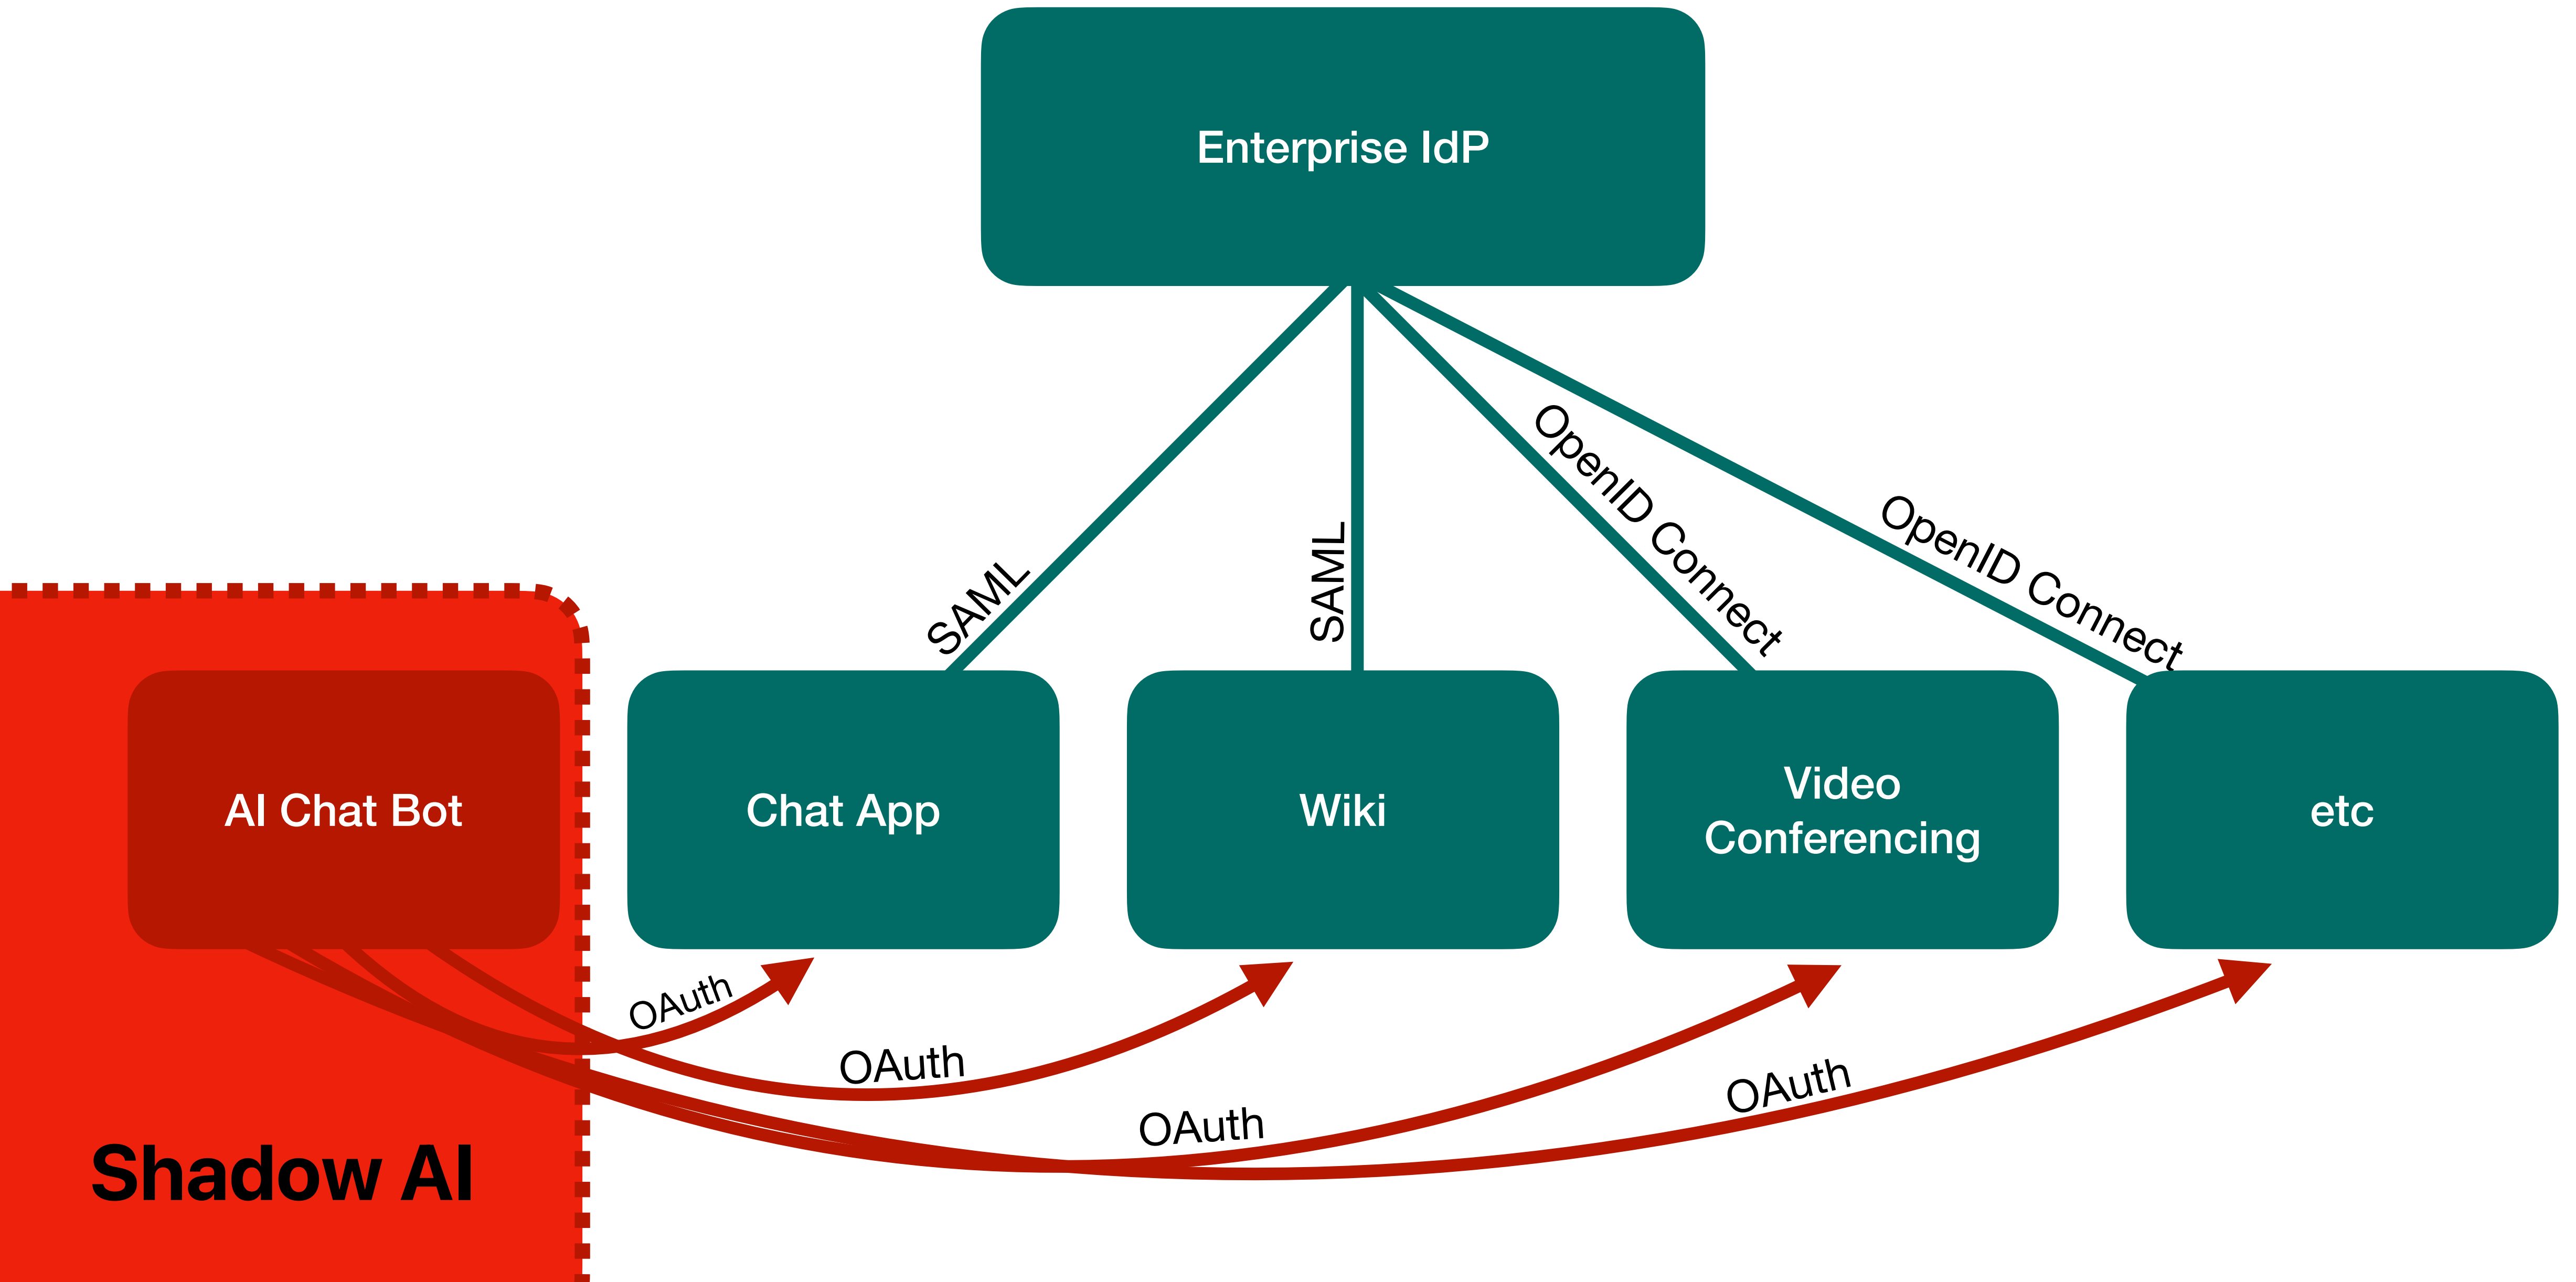 Enterprise IdP
SAML
SAML
OpenID Connect
OpenID Connect
AI Chat Bot
Chat App
Wiki
Video
Conferencing
etc
OAuth
OAuth
OAuth
OAuth
Shadow AI